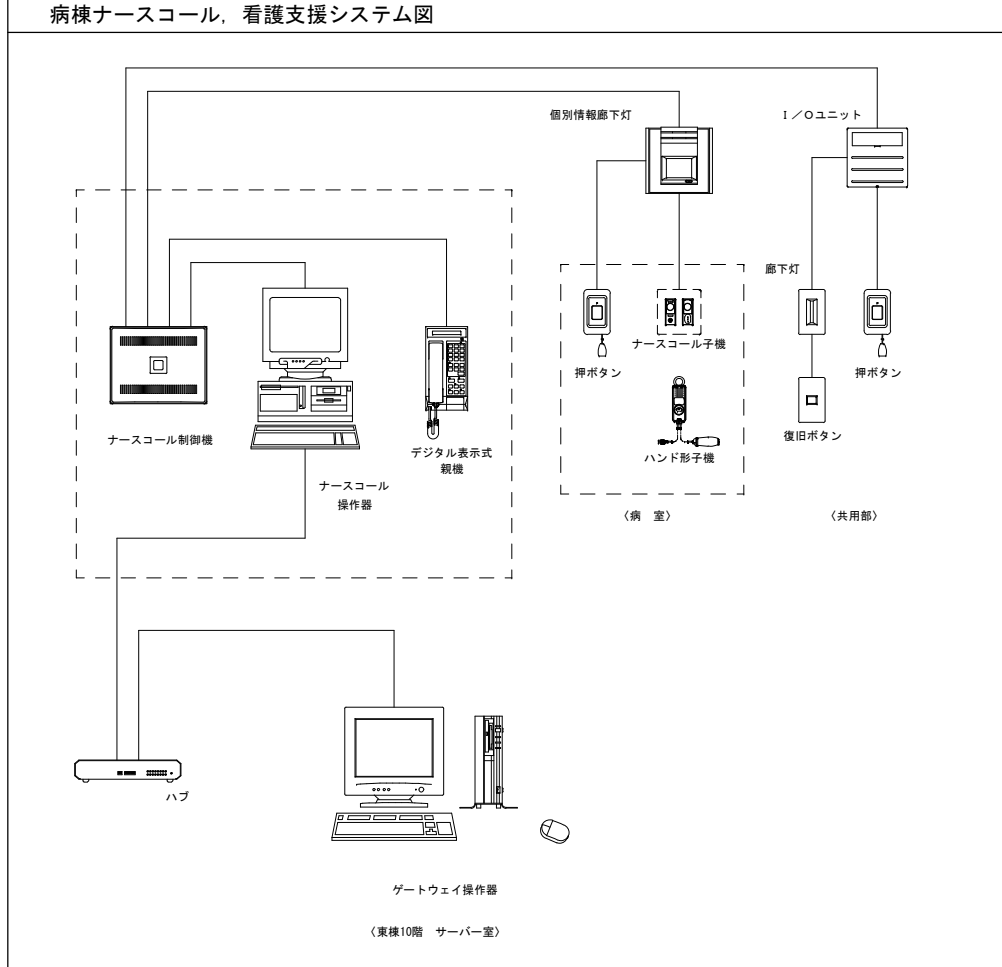 病棟ナースコール，看護支援システム図
個別情報廊下灯
Ｉ／Ｏユニット
廊下灯
ナースコール子機
押ボタン
押ボタン
ナースコール制御機
デジタル表示式
親機
復旧ボタン
ハンド形子機
ナースコール
操作器
〈病　室〉
〈共用部〉
ハブ
ゲートウェイ操作器
〈東棟10階　サーバー室〉